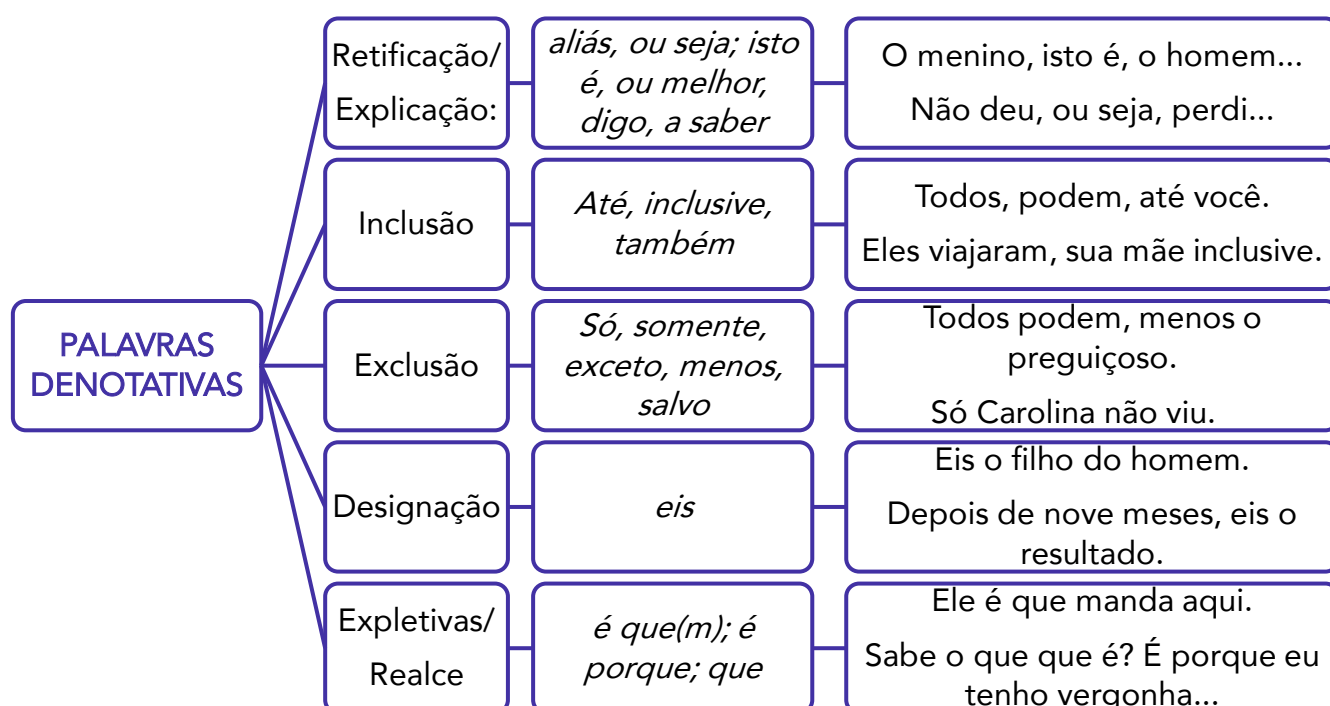 PALAVRAS
DENOTATIVAS
Retificação/
Explicação:
aliás, ou seja; isto
é, ou melhor,
digo, a saber
O menino, isto é, o homem...
Não deu, ou seja, perdi...
Inclusão
Até, inclusive,
também
Todos, podem, até você.
Eles viajaram, sua mãe inclusive.
Exclusão
Só, somente,
exceto, menos,
salvo
Todos podem, menos o
preguiçoso.
Só Carolina não viu.
Designação
eis
Eis o filho do homem.
Depois de nove meses, eis o
resultado.
Expletivas/
Realce
é que(m); é
porque; que
Ele é que manda aqui.
Sabe o que que é? É porque eu
tenho vergonha...